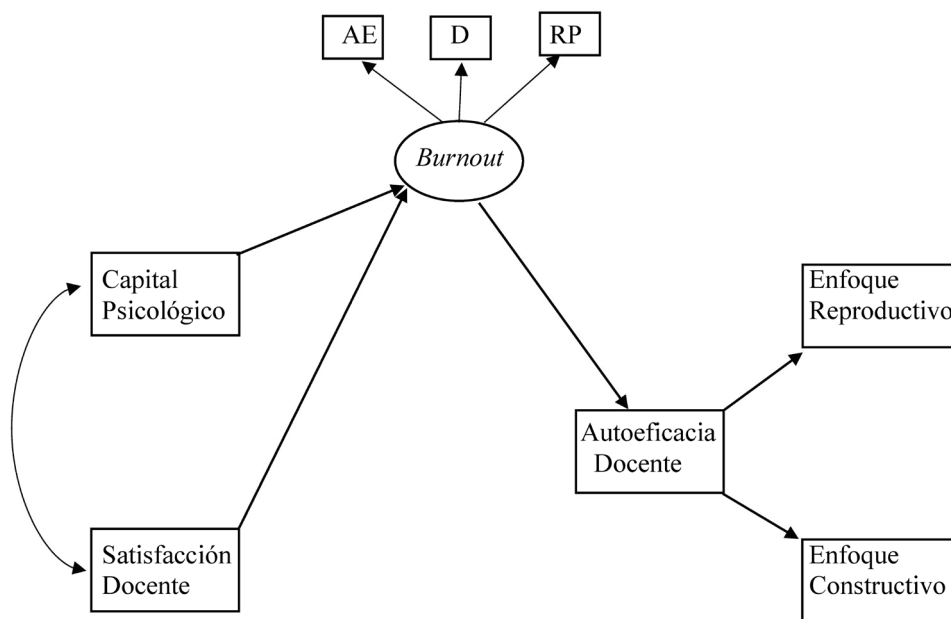 AE
D
RP
Burnout
Capital
Psicológico
Enfoque
Reproductivo
Autoeficacia
Docente
Satisfacción
Docente
Enfoque
Constructivo